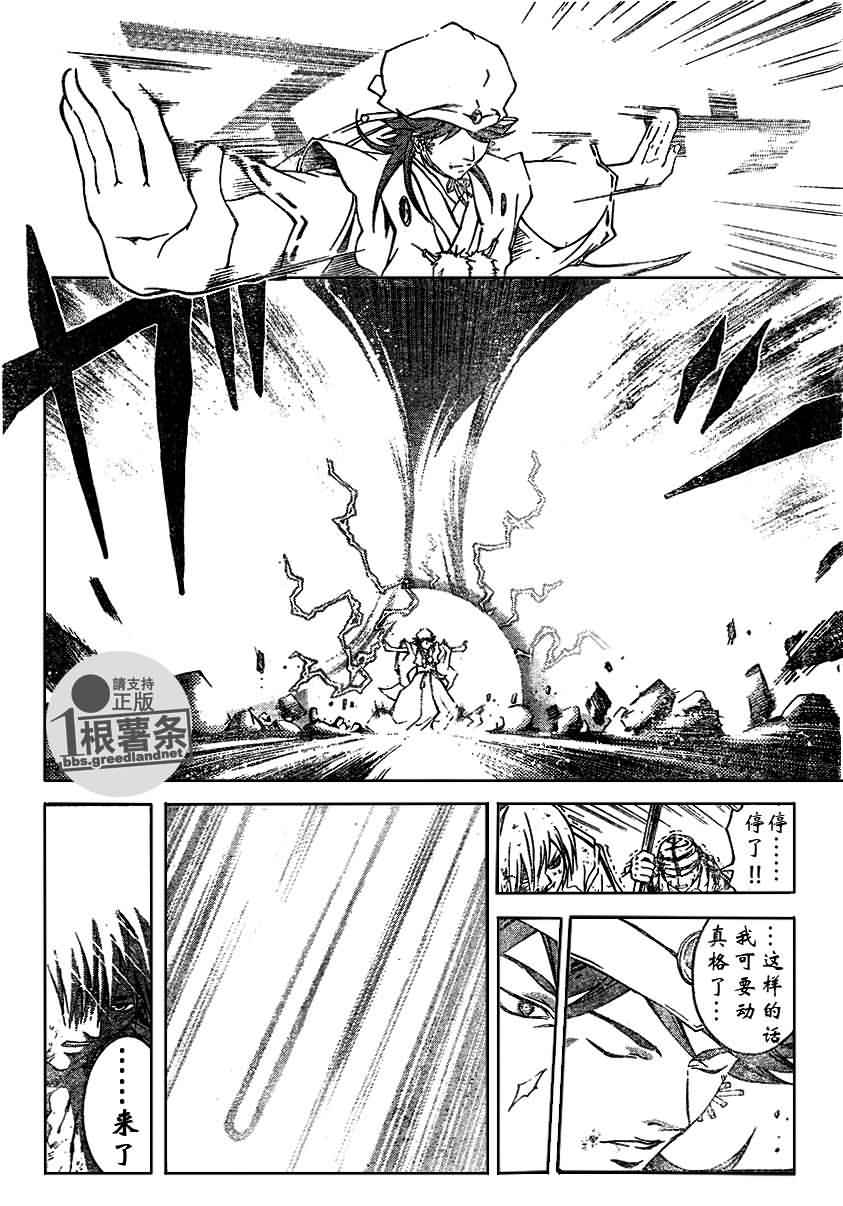 請支持
正版
1根薯条
bbs.greedland.net
停……
停了!!
…这样的话
我可要动
真格了…
……来了